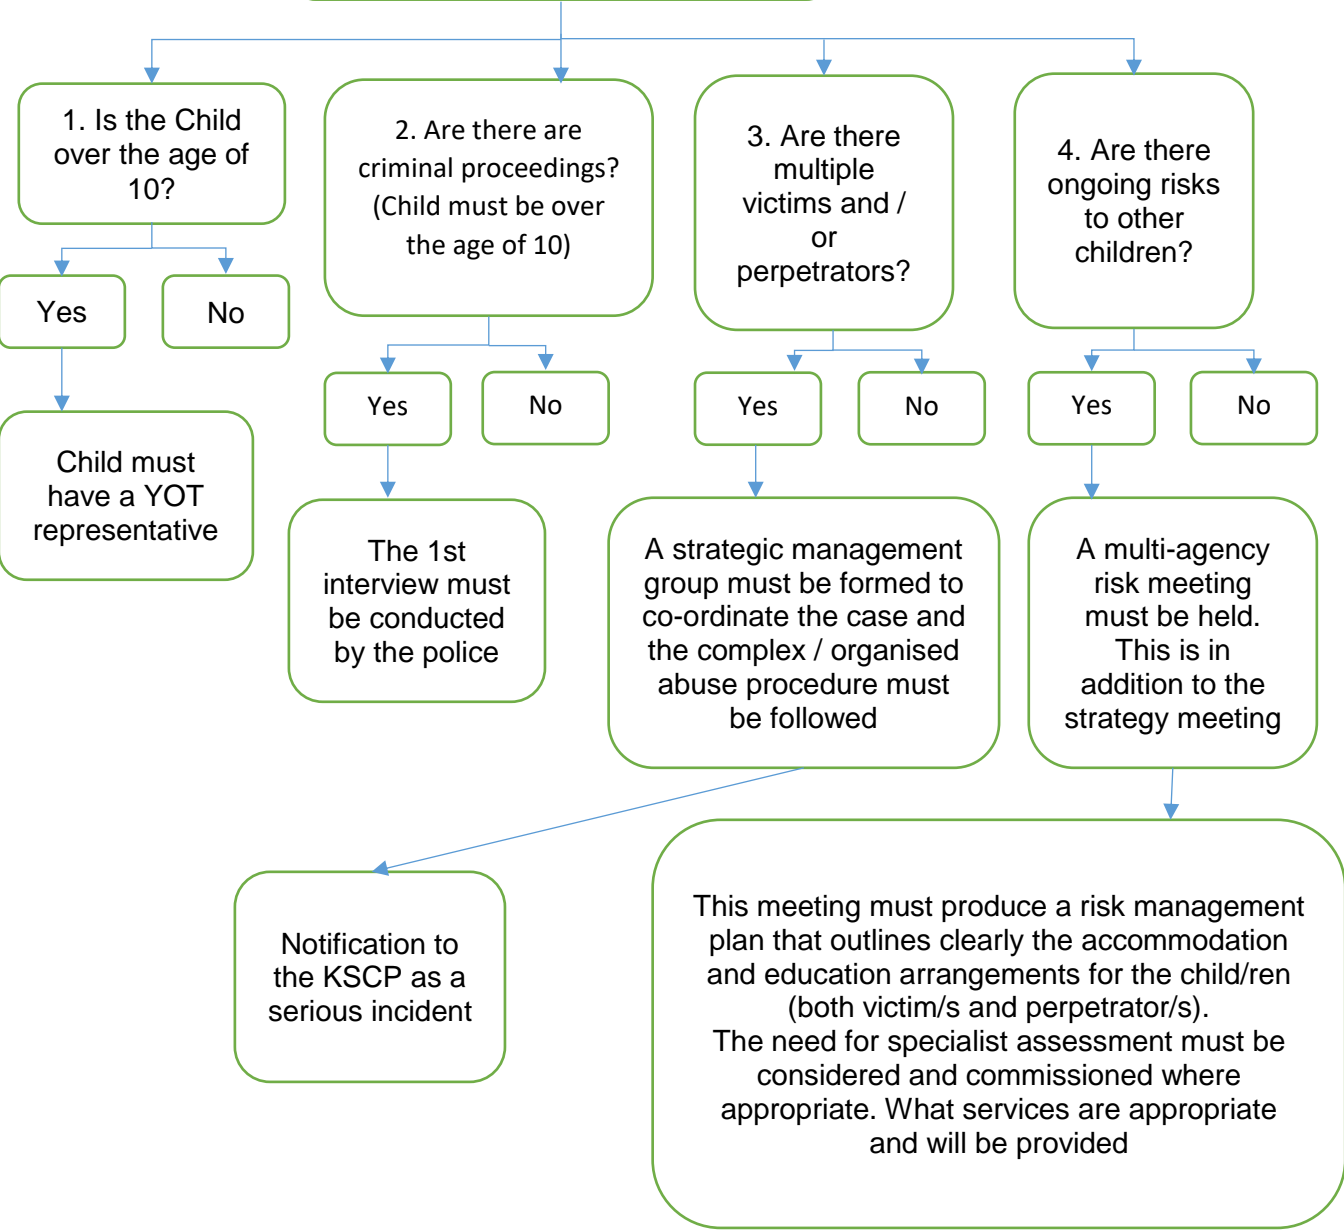 1. Is the Child
over the age of
10?
2. Are there are
criminal proceedings?
(Child must be over
the age of 10)
3. Are there
multiple
victims and /
or
perpetrators?
4. Are there
ongoing risks
to other
children?
Yes
No
Yes
No
Yes
No
Yes
No
Child must
have a YOT
representative
The 1st
interview must
be conducted
by the police
A strategic management
group must be formed to
co-ordinate the case and
the complex / organised
abuse procedure must
be followed
A multi-agency
risk meeting
must be held.
This is in
addition to the
strategy meeting
Notification to
the KSCP as a
serious incident
This meeting must produce a risk management
plan that outlines clearly the accommodation
and education arrangements for the child/ren
(both victim/s and perpetrator/s).
The need for specialist assessment must be
considered and commissioned where
appropriate. What services are appropriate
and will be provided